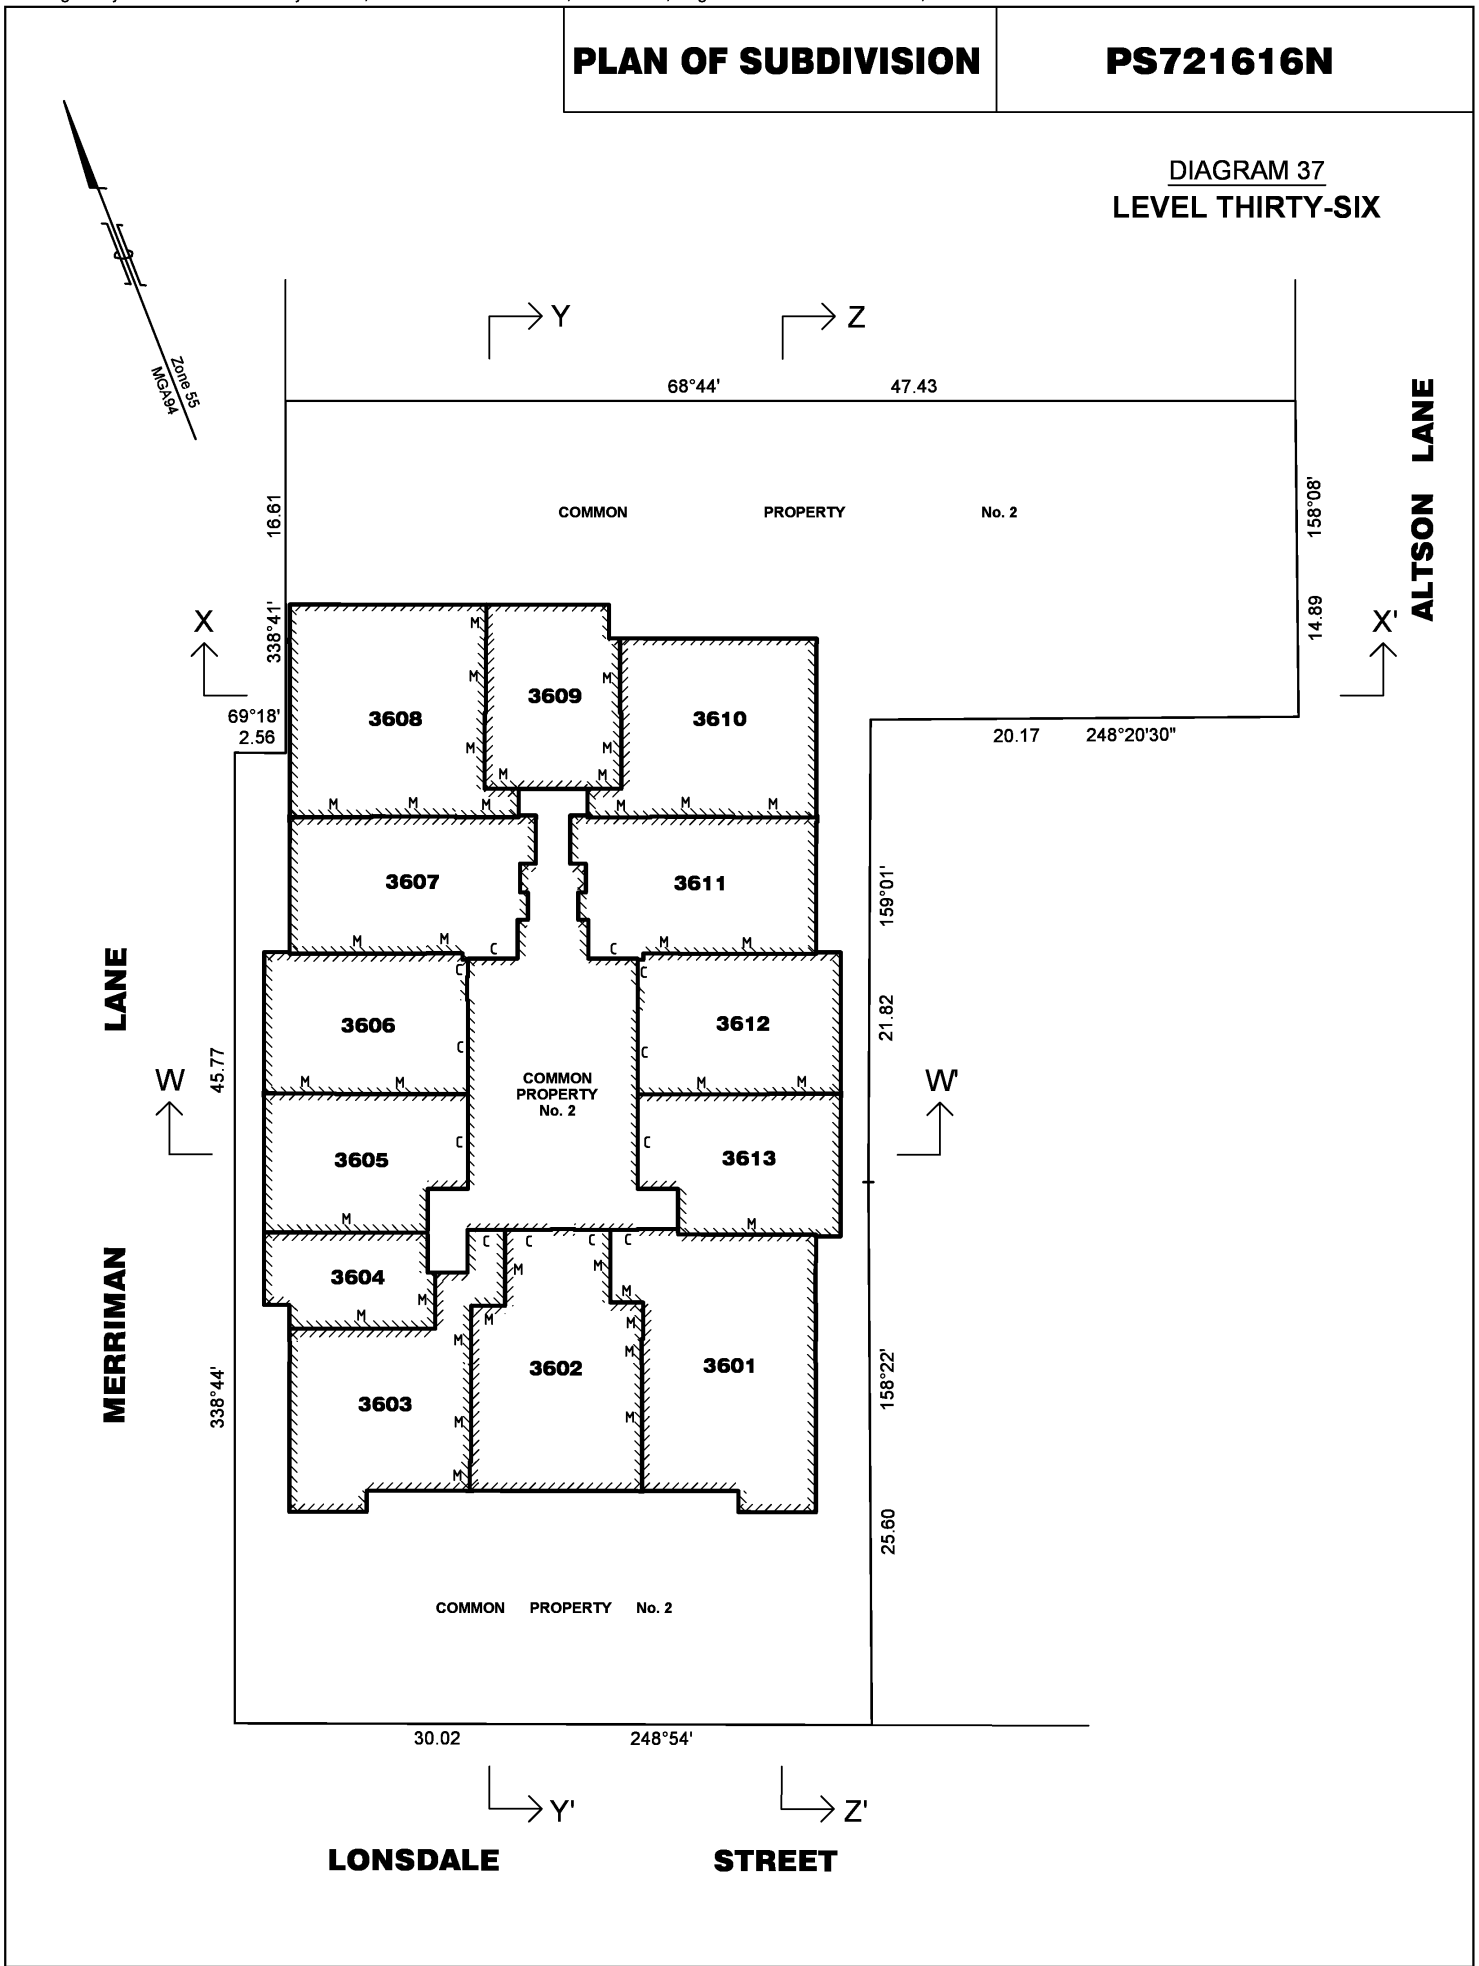 PLAN OF SUBDIVISION
PS721616N
DIAGRAM 37
LEVEL THIRTY-SIX
Zone 55
MGA94
Y
Z
68°44' 47.43
ALTSON LANE
16.61
338°41'
COMMON PROPERTY No. 2
158°08'
14.89
X
X'
69°18'
2.56
20.17 248°20'30"
3608
M
M
M
M
M
M
3609
M
M
M
M
3610
M
M
M
3607
M
M
C
3611
C
M
M
159°01'
21.82
3606
C
C
M
M
3612
C
C
M
M
COMMON
PROPERTY
No. 2
MERRIMAN LANE
45.77
338°44'
W
W'
3605
C
M
3613
C
M
3604
M
M
C
C
C
C
M
M
M
M
3603
M
M
M
3602
M
M
M
3601
158°22'
25.60
COMMON PROPERTY No. 2
30.02 248°54'
Y'
Z'
LONSDALE STREET